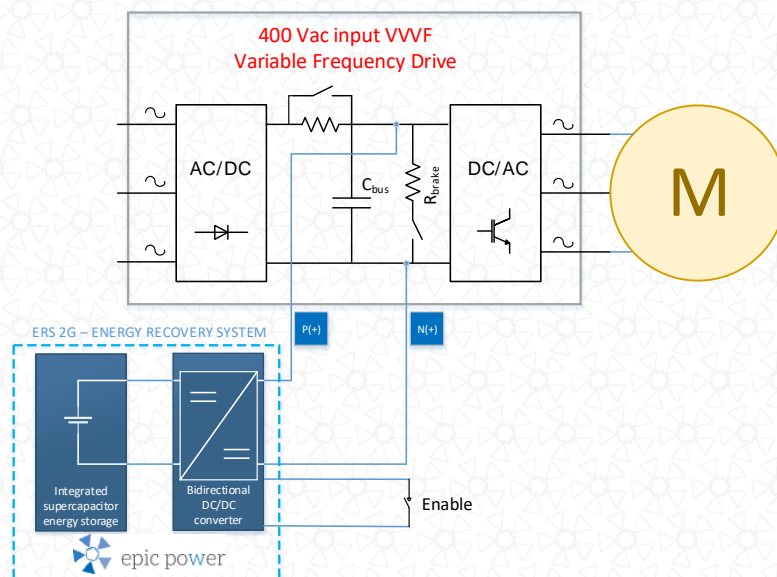 400 Vac input VVVF
Variable Frequency Drive
AC/DC
C bus
R brake
DC/AC
M
ERS 2G – ENERGY RECOVERY SYSTEM
P(+)
N(+)
Integrated
supercapacitor
energy storage
Bidirectional
DC/DC
converter
Enable
epic power